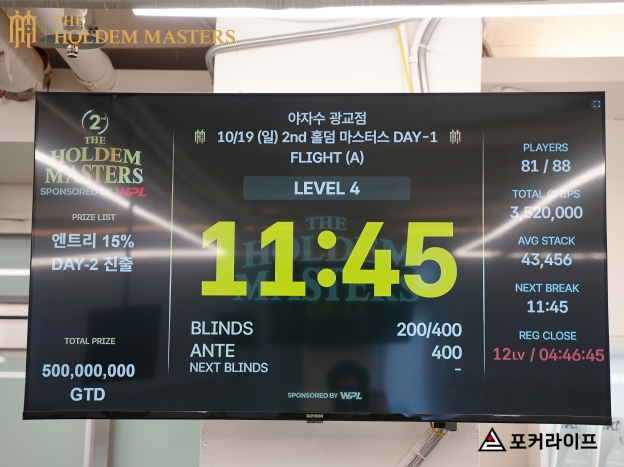 THE
HOLDEM MASTERS
2nd
THE
HOLDEM
MASTERS
SPONSORED BY WPL
PRIZE LIST
엔트리 15%
DAY-2 진출
TOTAL PRIZE
500,000,000
GTD
야자수 광교점
10/19 (일) 2nd 홀덤 마스터스 DAY-1
FLIGHT (A)
LEVEL 4
THE
HOLDEM
MASTERS
11:45
BLINDS 200/400
ANTE 400
NEXT BLINDS -
SPONSORED BY WPL
PLAYERS
81 / 88
TOTAL CHIPS
3,520,000
AVG STACK
43,456
NEXT BREAK
11:45
REG CLOSE
12LV / 04:46:45
포커라이프